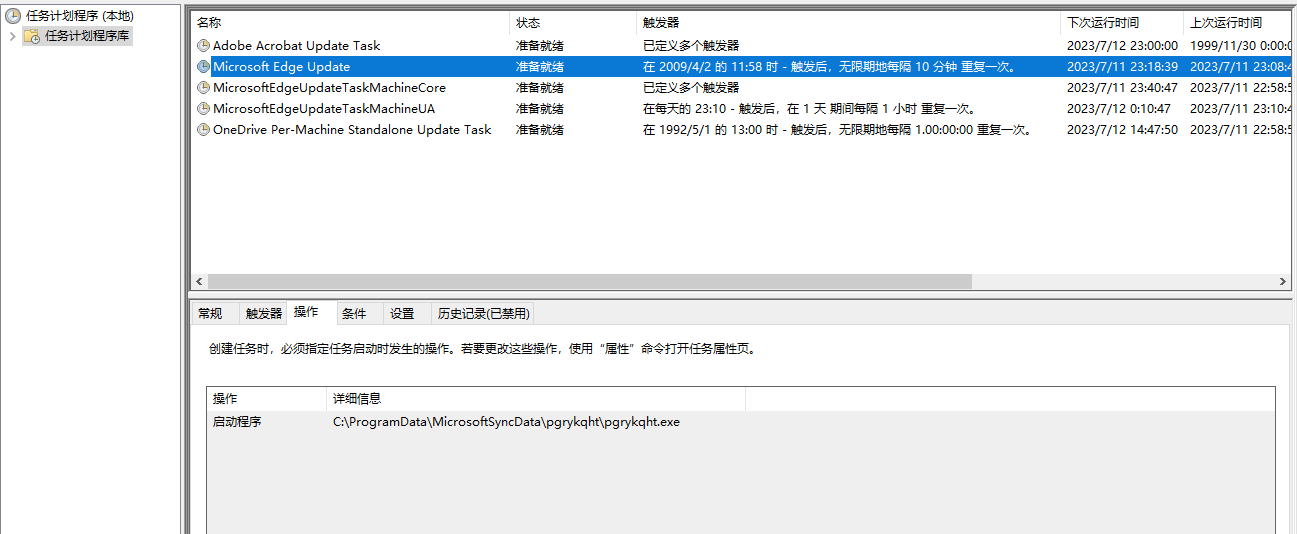 任务计划程序 (本地)
任务计划程序库
名称 状态 触发器 下次运行时间 上次运行时间
Adobe Acrobat Update Task 准备就绪 已定义多个触发器 2023/7/12 23:00:00 1999/11/30 0:00:0
Microsoft Edge Update 准备就绪 在 2009/4/2 的 11:58 时 - 触发后，无限期地每隔 10 分钟 重复一次。 2023/7/11 23:18:39 2023/7/11 23:08:4
MicrosoftEdgeUpdateTaskMachineCore 准备就绪 已定义多个触发器 2023/7/11 23:40:47 2023/7/11 22:58:5
MicrosoftEdgeUpdateTaskMachineUA 准备就绪 在每天的 23:10 - 触发后，在 1 天 期间每隔 1 小时 重复一次。 2023/7/12 0:10:47 2023/7/11 23:10:4
OneDrive Per-Machine Standalone Update Task 准备就绪 在 1992/5/1 的 13:00 时 - 触发后，无限期地每隔 1.00:00:00 重复一次。 2023/7/12 14:47:50 2023/7/11 22:58:5
常规 触发器 操作 条件 设置 历史记录(已禁用)
创建任务时，必须指定任务启动时发生的操作。若要更改这些操作，使用“属性”命令打开任务属性页。
操作 详细信息
启动程序 C:\ProgramData\MicrosoftSyncData\pgrykqht\pgrykqht.exe